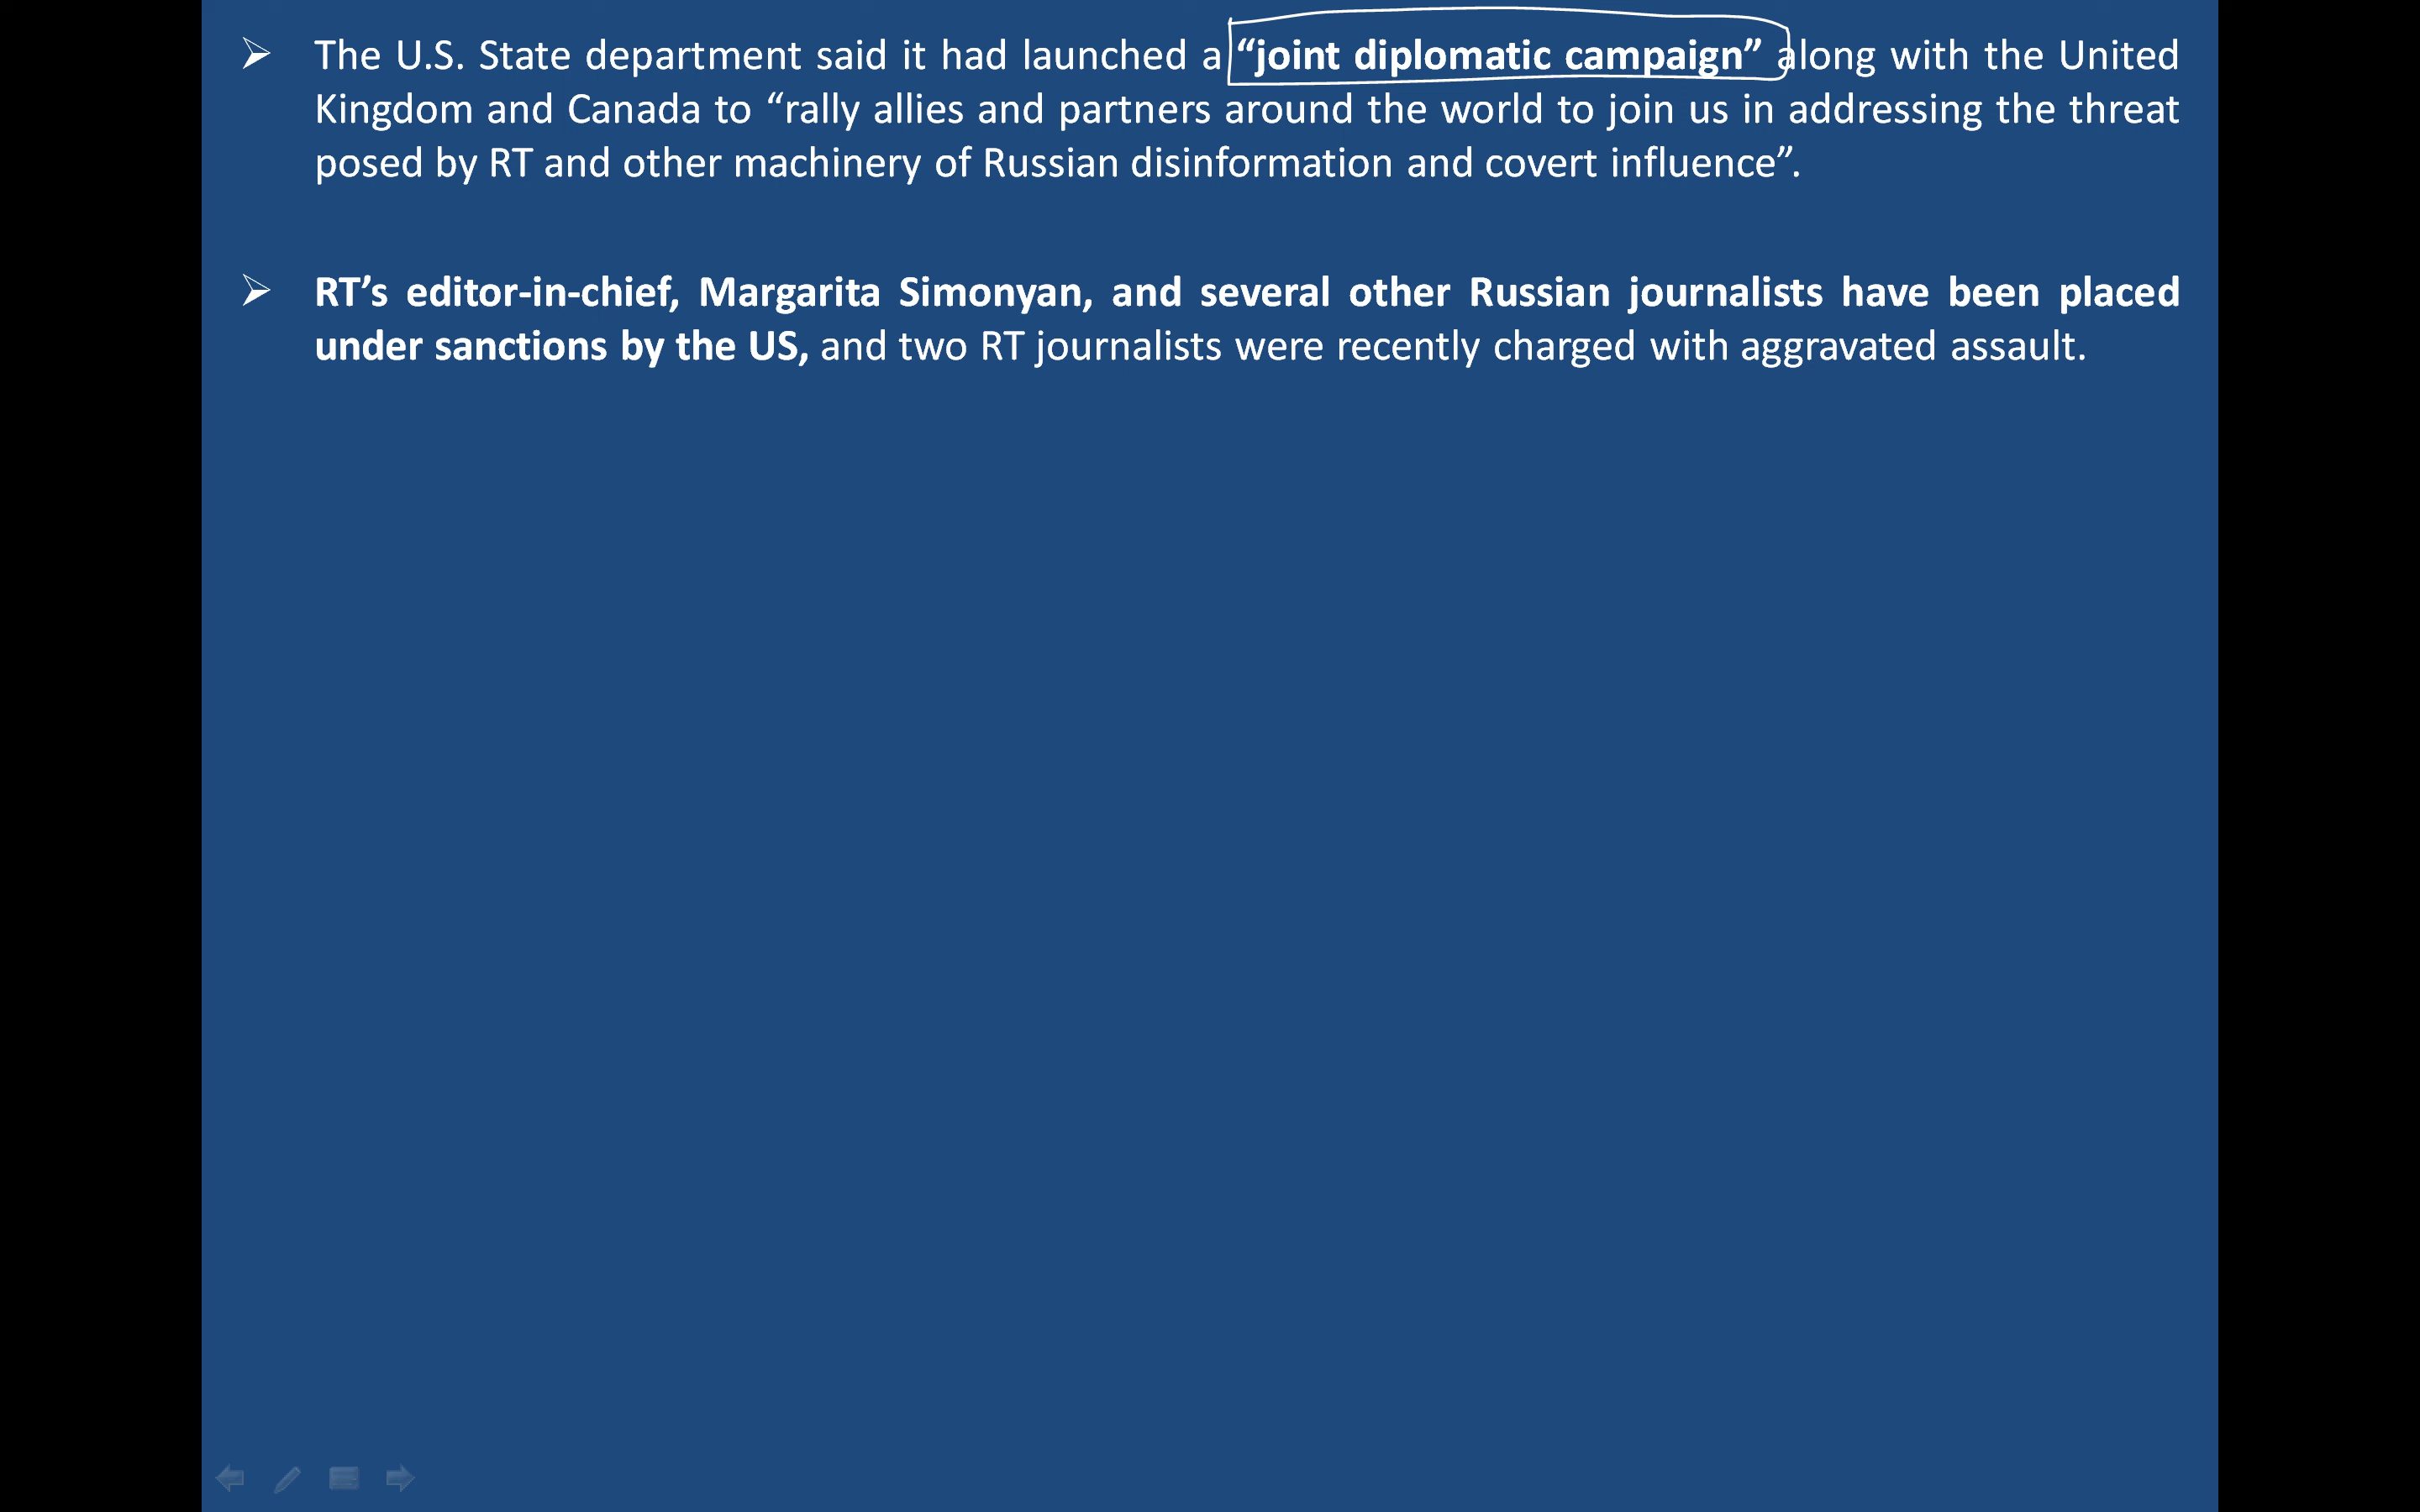 ➢ The U.S. State department said it had launched a “joint diplomatic campaign” along with the United
Kingdom and Canada to “rally allies and partners around the world to join us in addressing the threat
posed by RT and other machinery of Russian disinformation and covert influence”.
➢ RT’s editor-in-chief, Margarita Simonyan, and several other Russian journalists have been placed
under sanctions by the US, and two RT journalists were recently charged with aggravated assault.